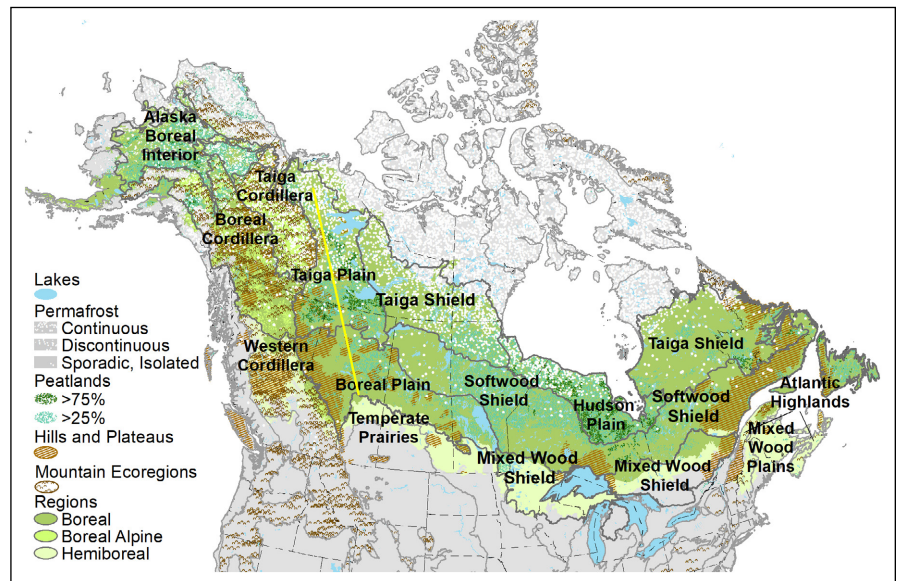 Alaska
Boreal
Interior
Taiga
Cordillera
Boreal
Cordillera
Taiga Plain
Taiga Shield
Western
Cordillera
Boreal Plain
Temperate
Prairies
Softwood
Shield
Hudson
Plain
Mixed Wood
Shield
Taiga Shield
Softwood
Shield
Atlantic
Highlands
Mixed
Wood
Plains
Mixed Wood
Shield
Lakes
Permafrost
Continuous
Discontinuous
Sporadic, Isolated
Peatlands
>75%
>25%
Hills and Plateaus
Mountain Ecoregions
Regions
Boreal
Boreal Alpine
Hemiboreal